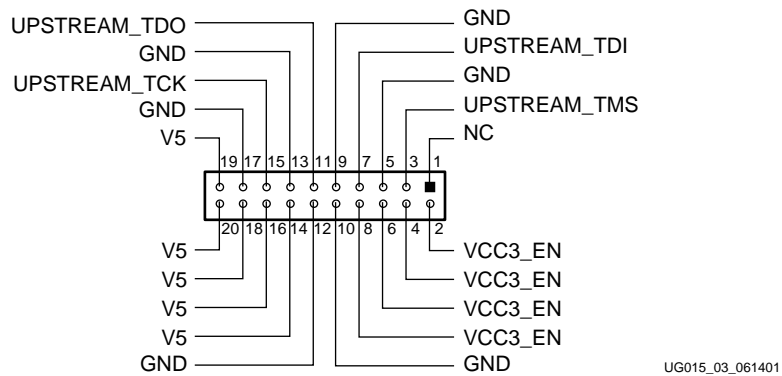 UPSTREAM_TDO
GND
UPSTREAM_TCK
GND
V5
GND
UPSTREAM_TDI
GND
UPSTREAM_TMS
NC
19 17 15 13 11 9 7 5 3 1
20 18 16 14 12 10 8 6 4 2
V5
V5
V5
V5
GND
VCC3_EN
VCC3_EN
VCC3_EN
VCC3_EN
GND
UG015_03_061401